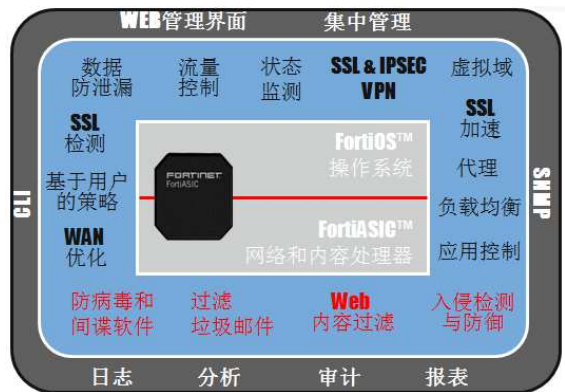 WEB管理界面
集中管理
数据
防泄漏
流量
控制
状态
监测
SSL & IPSEC
VPN
虚拟域
SSL
检测
SSL
加速
FortiOS™
操作系统
FORTINET
FortiASIC
代理
基于用户
的策略
CLI
SNMP
负载均衡
FortiASIC™
网络和内容处理器
WAN
优化
应用控制
防病毒和
间谍软件
过滤
垃圾邮件
Web
内容过滤
入侵检测
与防御
日志
分析
审计
报表